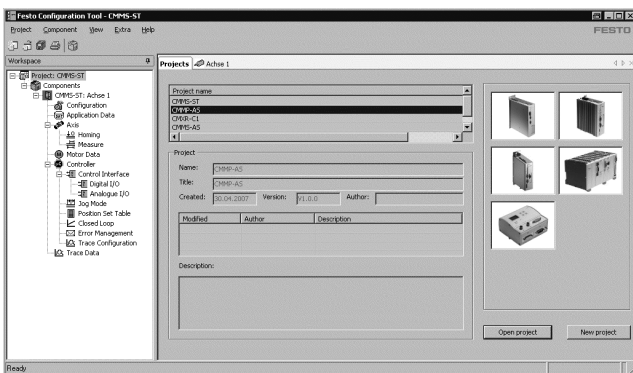 Festo Configuration Tool - CMMS-ST
Project Component View Extra Help
FESTO
Workspace
Project: CMMS-ST
Components
CMMS-ST: Achse 1
Configuration
Application Data
Axis
Homing
Measure
Motor Data
Controller
Control Interface
Digital I/O
Analogue I/O
Jog Mode
Position Set Table
Closed Loop
Error Management
Trace Configuration
Trace Data
Projects Achse 1
Project name
CMMS-ST
CMMP-AS
CMXR-C1
CMMS-AS
Project
Name: CMMP-AS
Title: CMMP-AS
Created: 30.04.2007 Version: V1.0.0 Author:
Modified Author Description
Description:
Open project New project
Ready